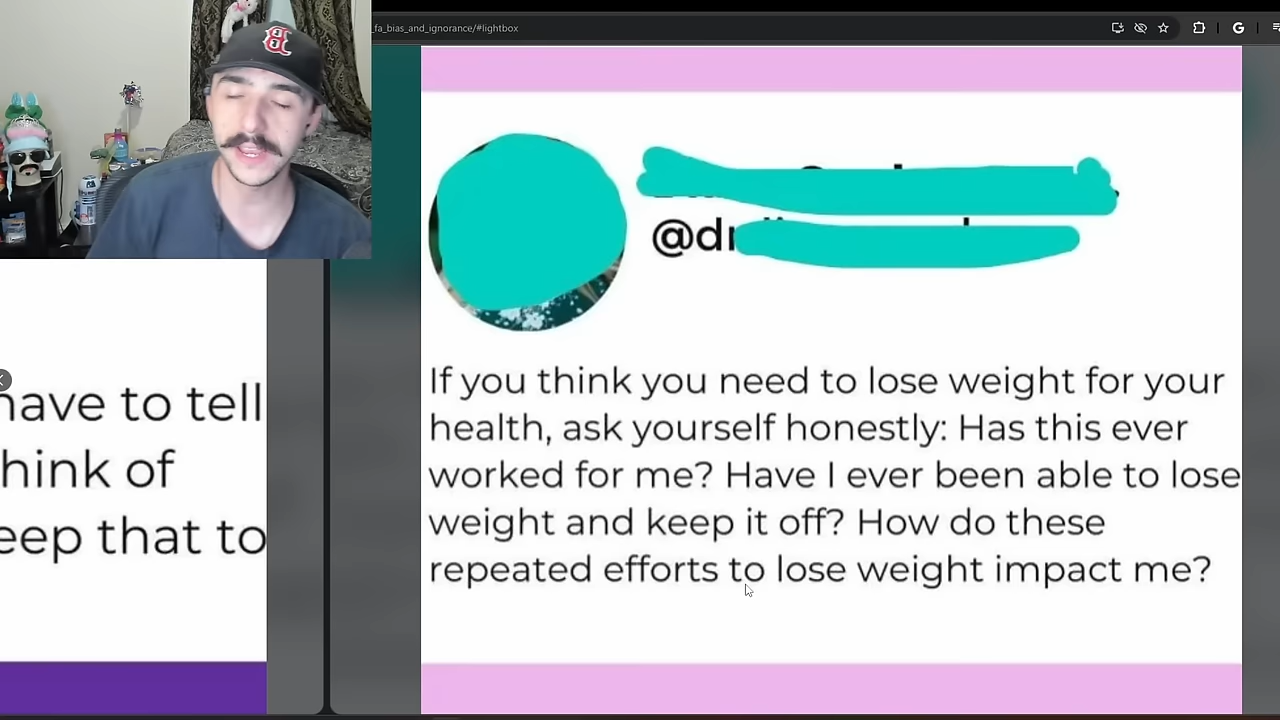 _fa_bias_and_ignorance/#lightbox
B
G
@dr
have to tell
think of
eep that to
If you think you need to lose weight for your
health, ask yourself honestly: Has this ever
worked for me? Have I ever been able to lose
weight and keep it off? How do these
repeated efforts to lose weight impact me?